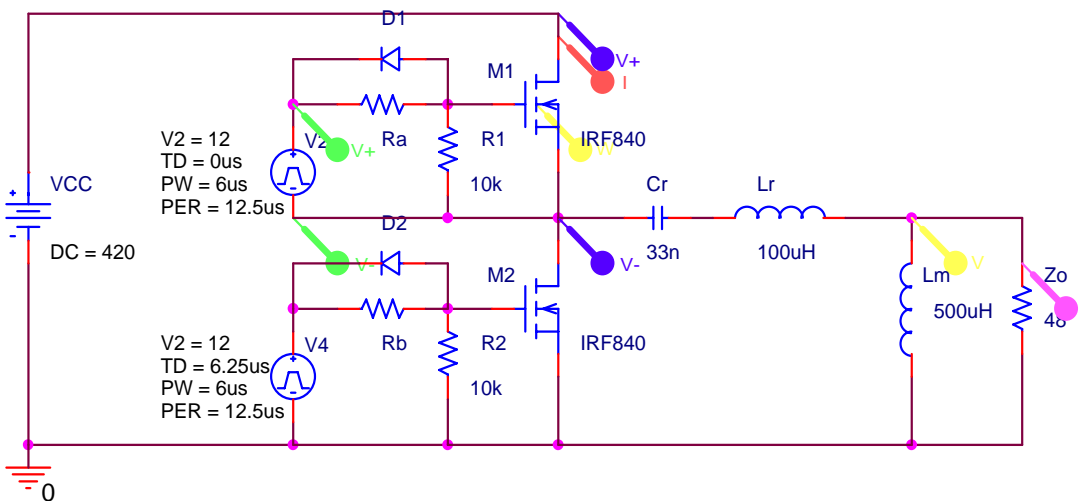 D1
M1
V+
I
V2 = 12
TD = 0us
PW = 6us
PER = 12.5us
V+
Ra
R1
IRF840
VCC
10k
Cr
Lr
DC = 420
D2
33n
100uH
V-
M2
V-
V
Lm
Zo
500uH
48
V2 = 12
TD = 6.25us
PW = 6us
PER = 12.5us
V4
Rb
R2
IRF840
10k
0